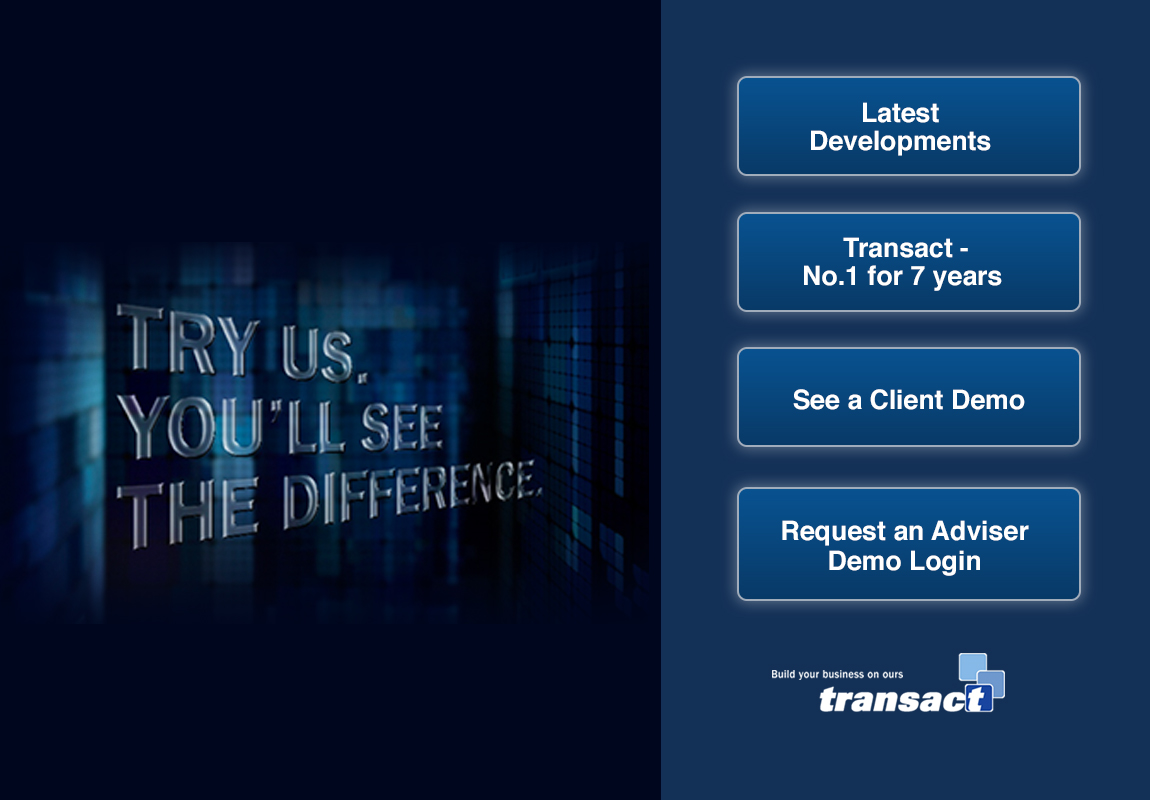 TRY US.
YOU'LL SEE
THE DIFFERENCE.
Latest
Developments
Transact -
No.1 for 7 years
See a Client Demo
Request an Adviser
Demo Login
Build your business on ours
transact